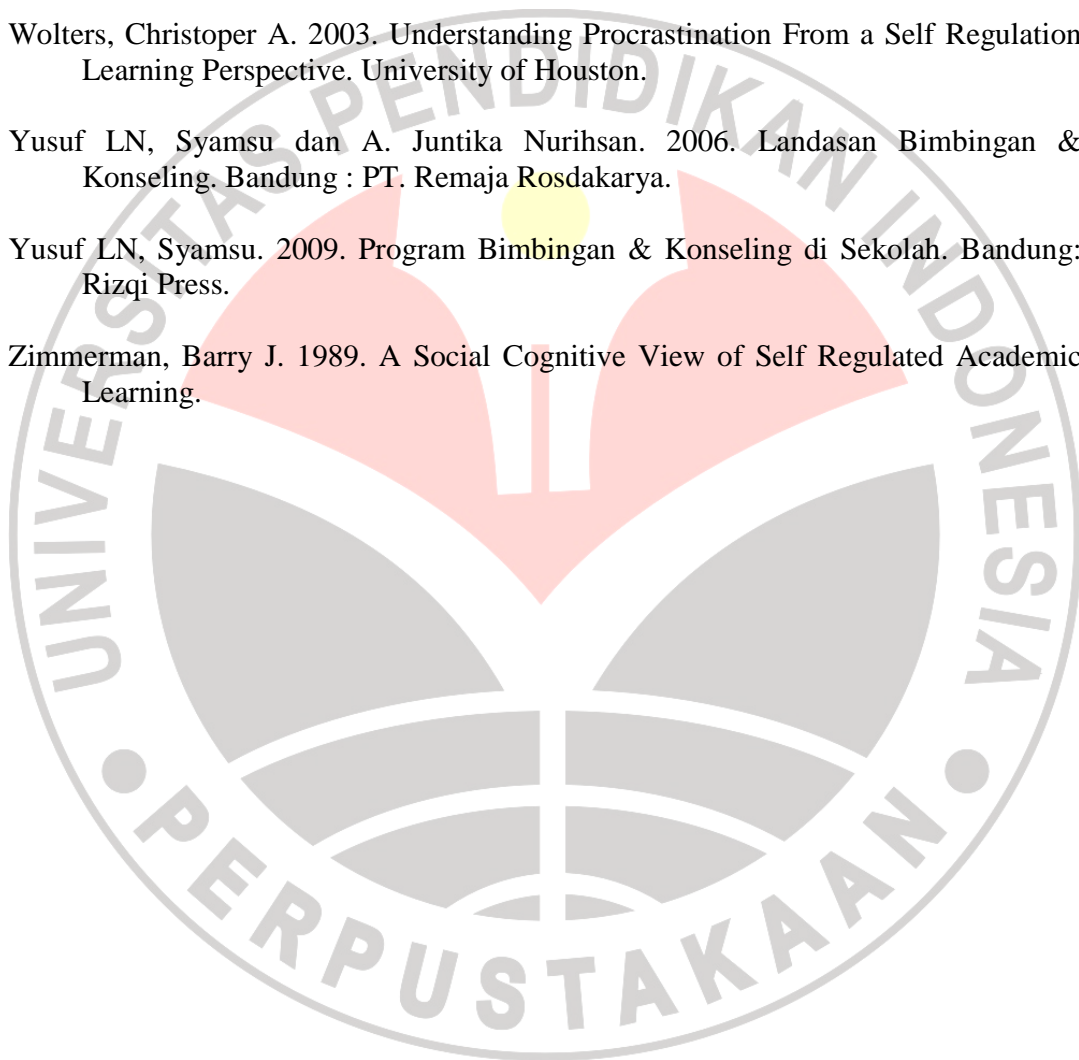 Wolters, Christoper A. 2003. Understanding Procrastination From a Self Regulation
Learning Perspective. University of Houston.
Yusuf LN, Syamsu dan A. Juntika Nurihsan. 2006. Landasan Bimbingan &
Konseling. Bandung : PT. Remaja Rosdakarya.
Yusuf LN, Syamsu. 2009. Program Bimbingan & Konseling di Sekolah. Bandung:
Rizqi Press.
Zimmerman, Barry J. 1989. A Social Cognitive View of Self Regulated Academic
Learning.
UNIVERSITAS PENDIDIKAN INDONESIA
PERPUSTAKAAN